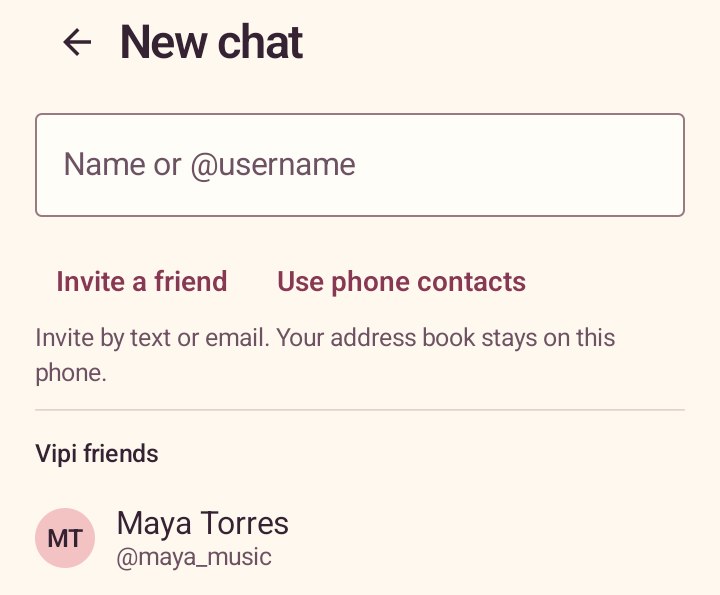 New chat
Name or @username
Invite a friend
Use phone contacts
Invite by text or email. Your address book stays on this
phone.
Vipi friends
MT
Maya Torres
@maya_music